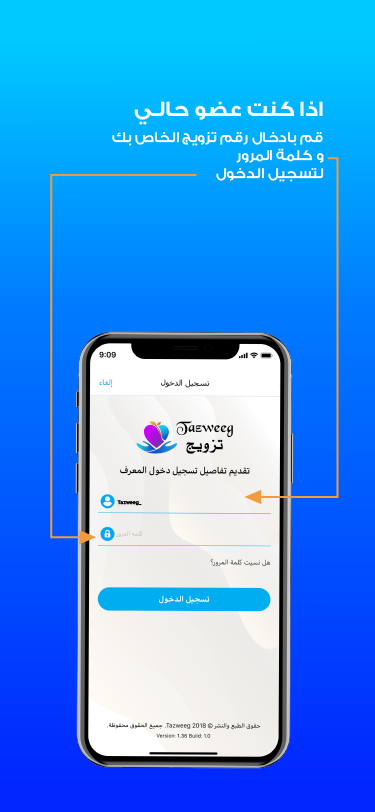 اذا كنت عضو حالي
قم بادخال رقم تزويج الخاص بك
و كلمة المرور
لتسجيل الدخول
9:09
إلغاء
تسجيل الدخول
Tazweeg
تزويج
تقديم تفاصيل تسجيل دخول المعرف
Tazweeg_
كلمة المرور
هل نسيت كلمة المرور؟
تسجيل الدخول
حقوق الطبع والنشر © 2018 Tazweeg. جميع الحقوق محفوظة.
Version: 1.36 Build: 1.0